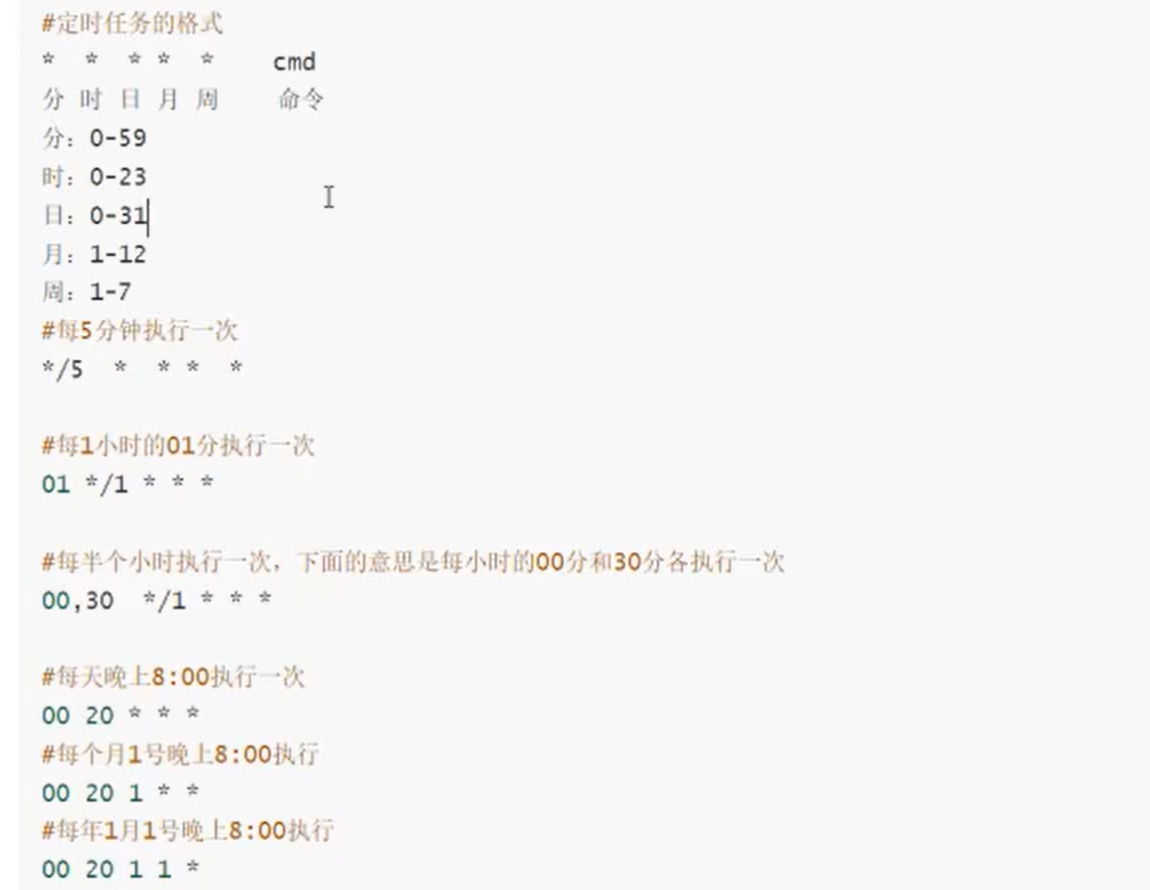 #定时任务的格式
* * * * * cmd
分 时 日 月 周 命令
分：0-59
时：0-23
日：0-31
月：1-12
周：1-7
#每5分钟执行一次
*/5 * * * *
#每1小时的01分执行一次
01 */1 * * *
#每半个小时执行一次，下面的意思是每小时的00分和30分各执行一次
00,30 */1 * * *
#每天晚上8:00执行一次
00 20 * * *
#每个月1号晚上8:00执行
00 20 1 * *
#每年1月1号晚上8:00执行
00 20 1 1 *